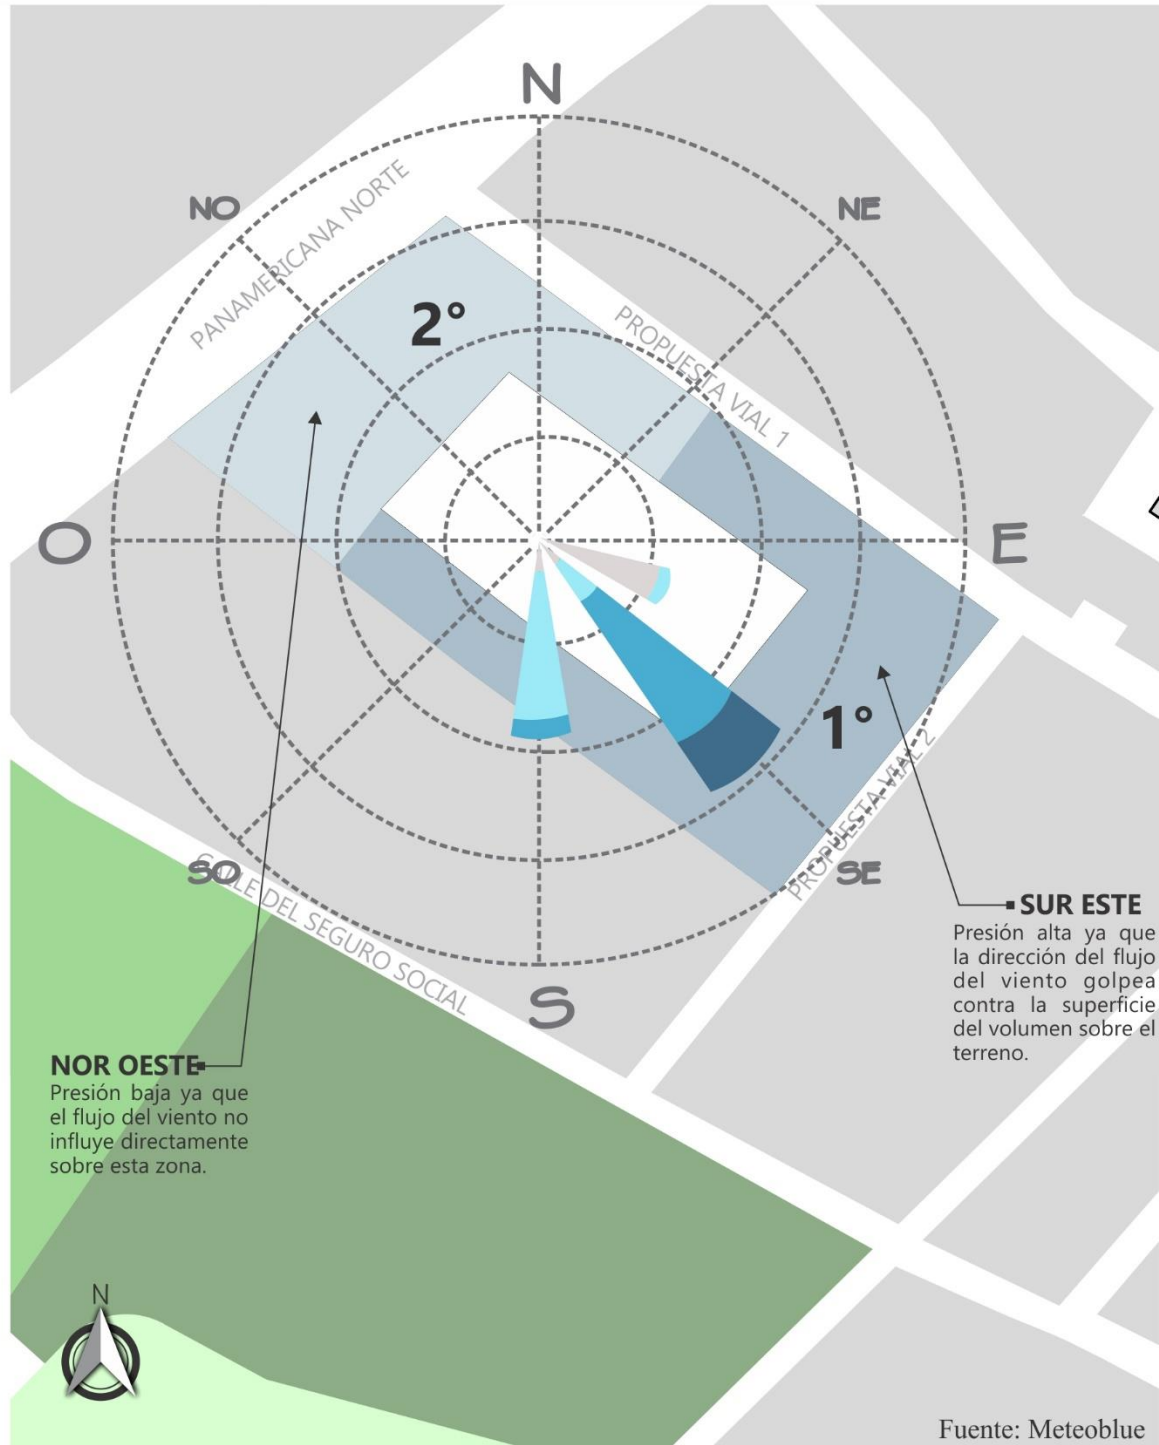 N
NO
NE
PANAMERICANA NORTE
2°
PROPUESTA VIAL 1
O
E
1°
PROPUESTA VIAL 2
SO
SE
CALLE DEL SEGURO SOCIAL
S
SUR ESTE
Presión alta ya que
la dirección del flujo
del viento golpea
contra la superficie
del volumen sobre el
terreno.
NOR OESTE
Presión baja ya que
el flujo del viento no
influye directamente
sobre esta zona.
N
Fuente: Meteoblue